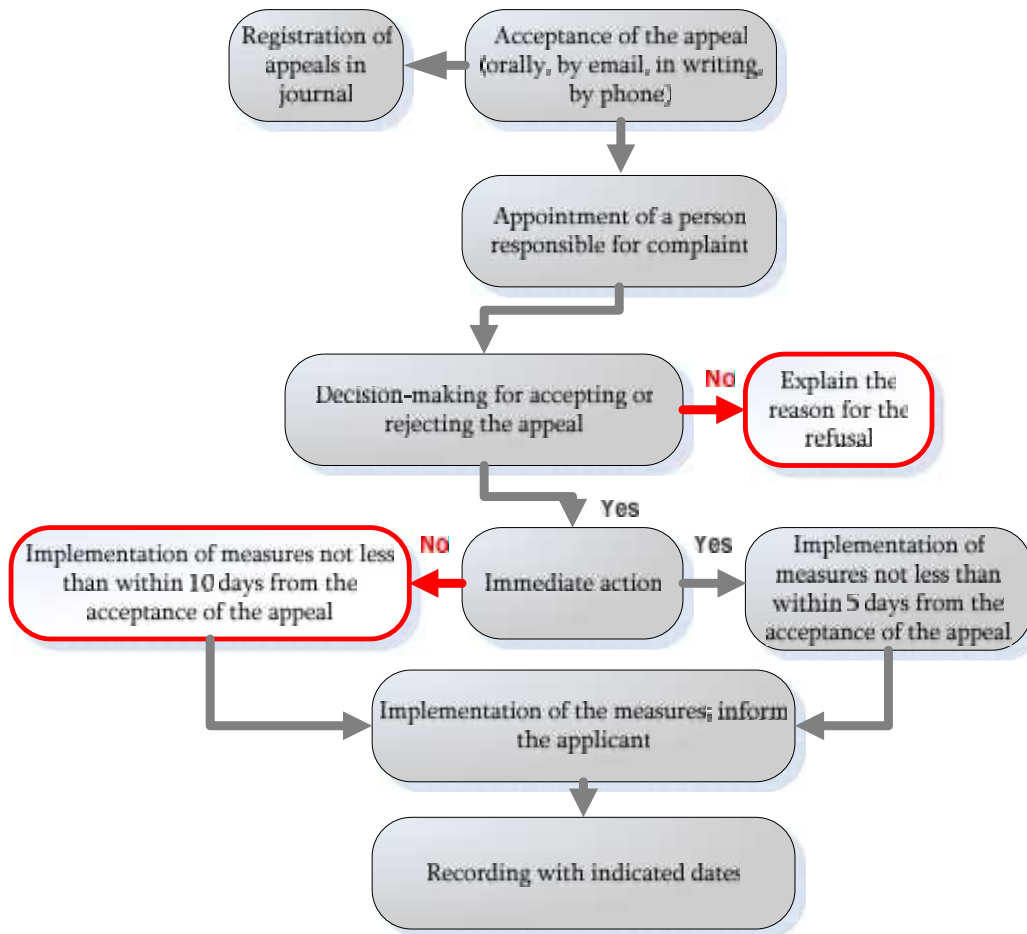 Registration of
appeals in
journal
Acceptance of the appeal
(orally, by email, in writing,
by phone)
Appointment of a person
responsible for complaint
Decision-making for accepting or
rejecting the appeal
No
Explain the
reason for the
refusal
Yes
Implementation of measures not less
than within 10 days from the
acceptance of the appeal
No
Immediate action
Yes
Implementation of
measures not less than
within 5 days from the
acceptance of the appeal
Implementation of the measures; inform
the applicant
Recording with indicated dates